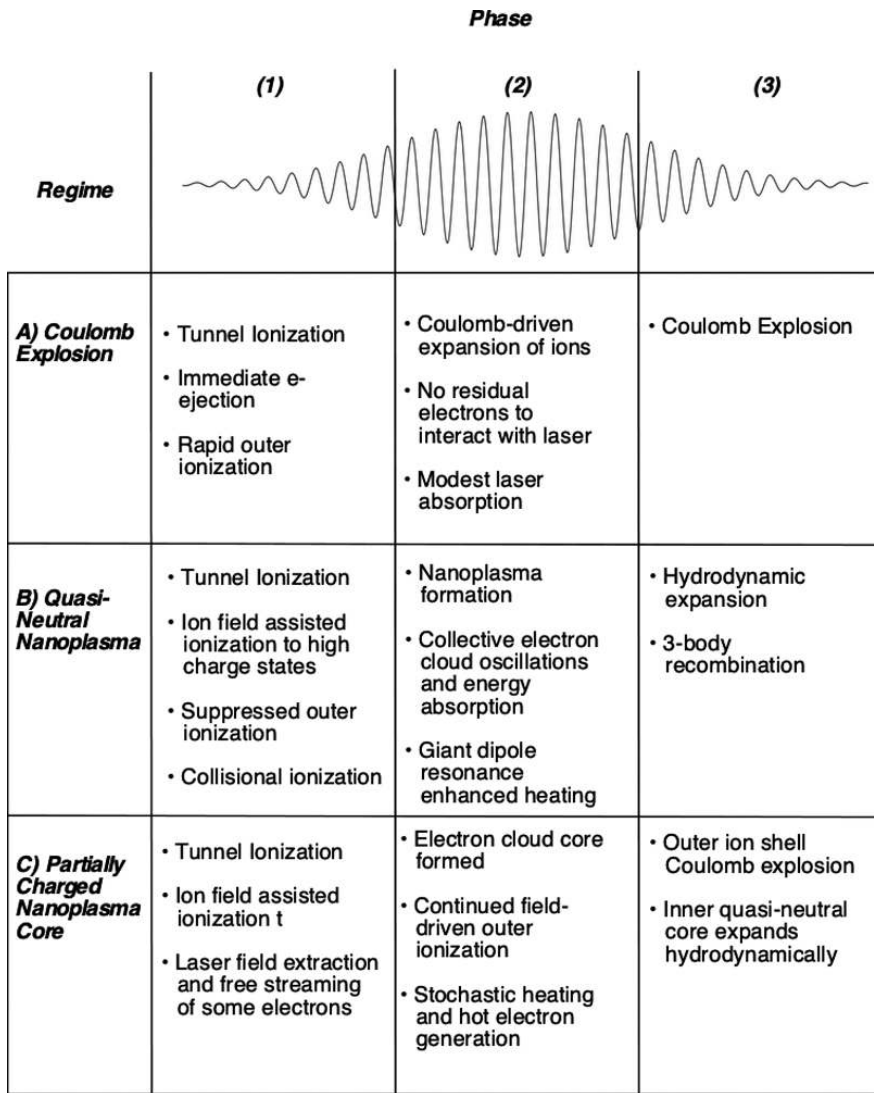 Phase
(1)
(2)
(3)
Regime
A) Coulomb
Explosion
• Tunnel Ionization
• Immediate e-
ejection
• Rapid outer
ionization
• Coulomb-driven
expansion of ions
• No residual
electrons to
interact with laser
• Modest laser
absorption
• Coulomb Explosion
B) Quasi-
Neutral
Nanoplasma
• Tunnel Ionization
• Ion field assisted
ionization to high
charge states
• Suppressed outer
ionization
• Collisional ionization
• Nanoplasma
formation
• Collective electron
cloud oscillations
and energy
absorption
• Giant dipole
resonance
enhanced heating
• Hydrodynamic
expansion
• 3-body
recombination
C) Partially
Charged
Nanoplasma
Core
• Tunnel Ionization
• Ion field assisted
ionization t
• Laser field extraction
and free streaming
of some electrons
• Electron cloud core
formed
• Continued field-
driven outer
ionization
• Stochastic heating
and hot electron
generation
• Outer ion shell
Coulomb explosion
• Inner quasi-neutral
core expands
hydrodynamically